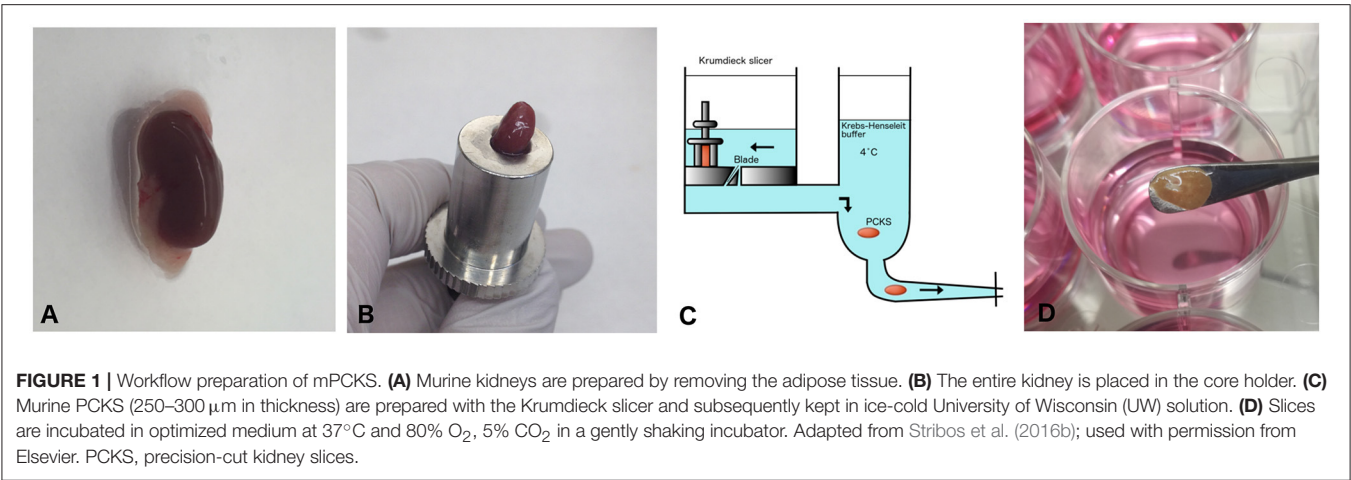 A
B
Krumdieck slicer
Blade
Krebs-Henseleit
buffer
4˚C
PCKS
C
D
FIGURE 1 | Workflow preparation of mPCKS. (A) Murine kidneys are prepared by removing the adipose tissue. (B) The entire kidney is placed in the core holder. (C)
Murine PCKS (250–300 μm in thickness) are prepared with the Krumdieck slicer and subsequently kept in ice-cold University of Wisconsin (UW) solution. (D) Slices
are incubated in optimized medium at 37°C and 80% O₂, 5% CO₂ in a gently shaking incubator. Adapted from Stribos et al. (2016b); used with permission from
Elsevier. PCKS, precision-cut kidney slices.